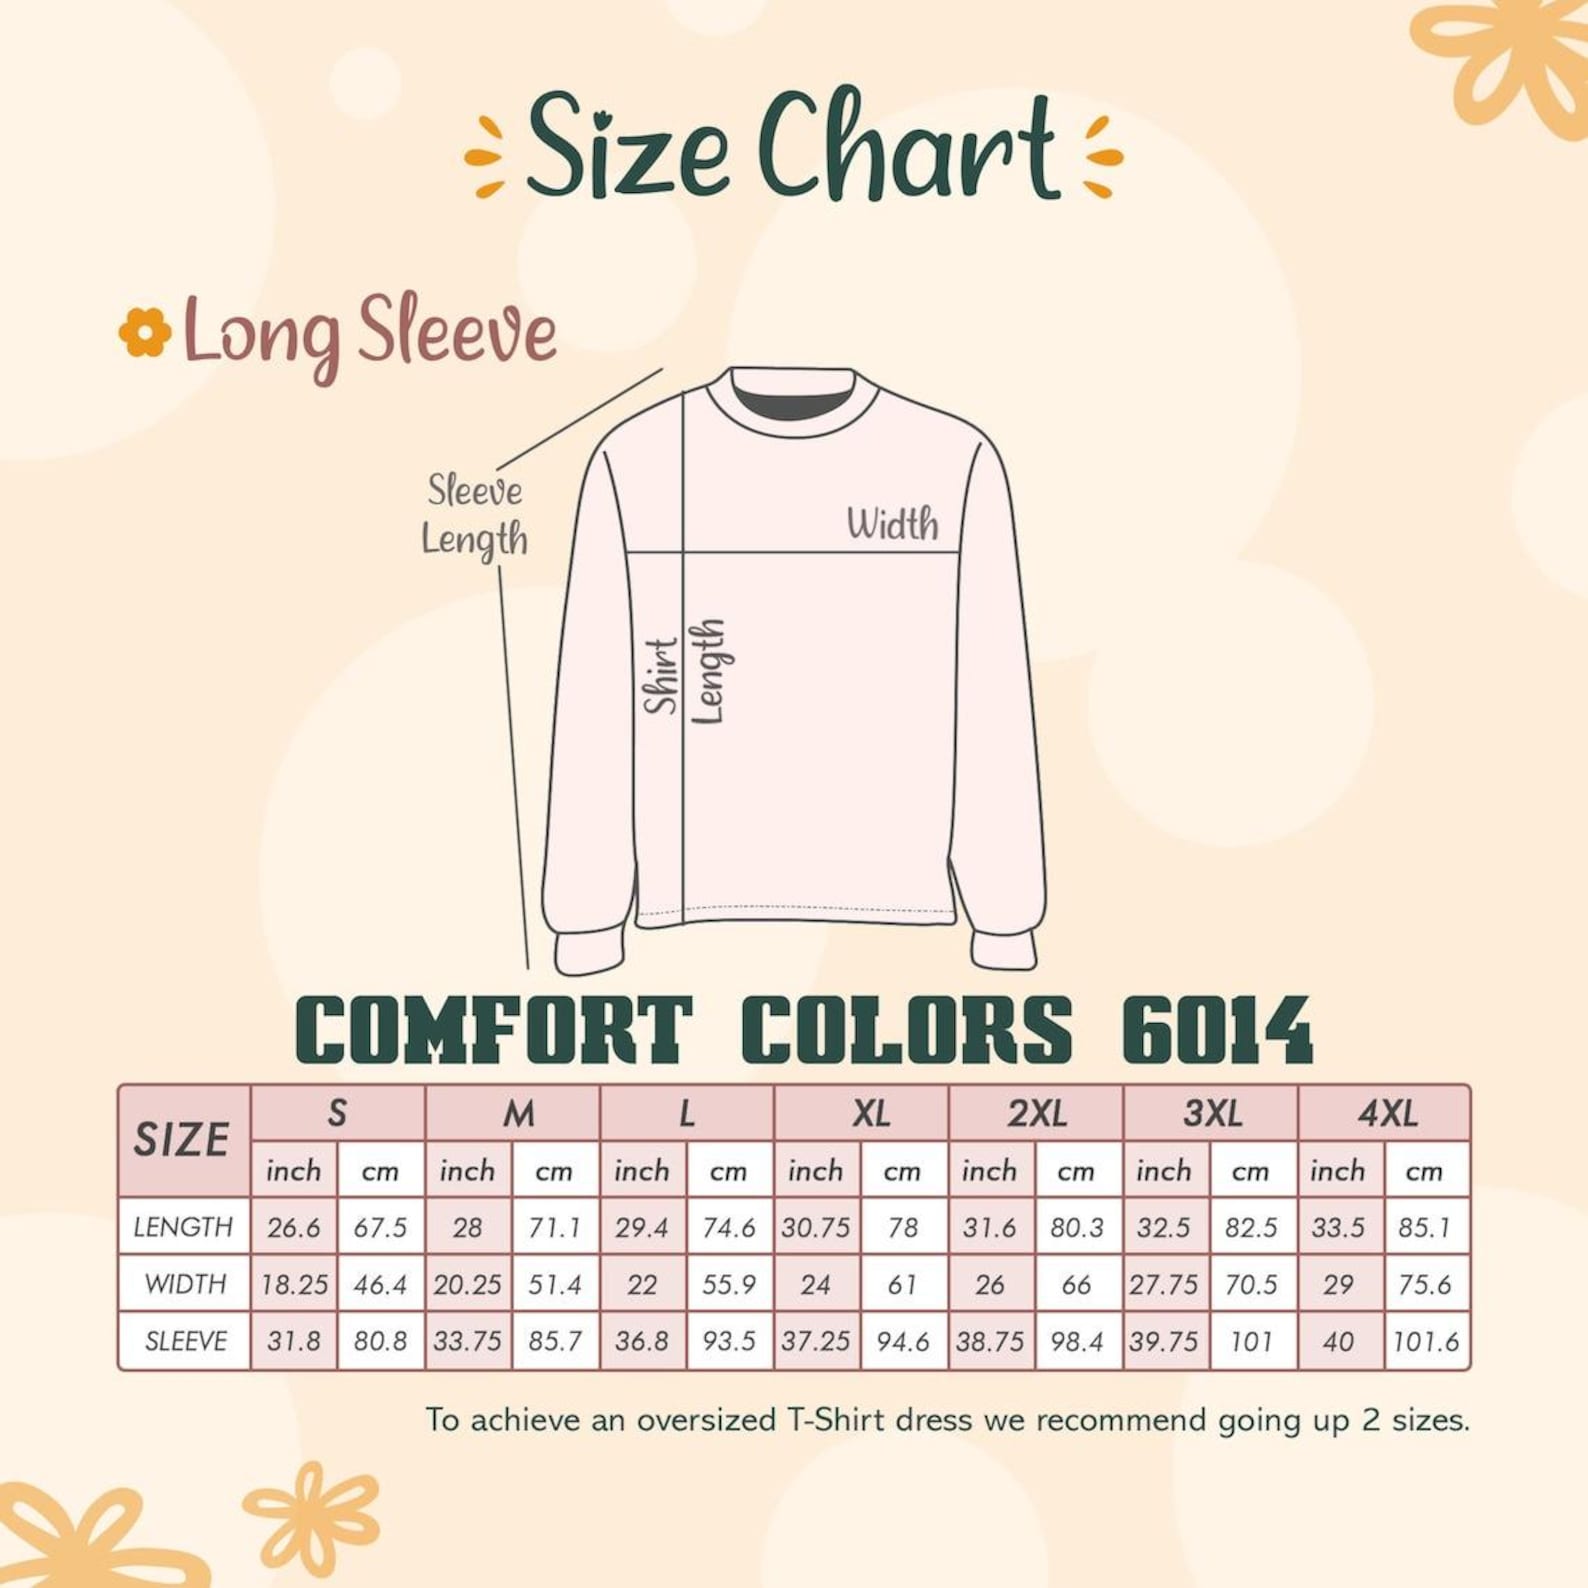 Size Chart
Long Sleeve
Sleeve
Length
Width
Shirt
Length
COMFORT COLORS 6014
SIZE S M L XL 2XL 3XL 4XL
inch cm inch cm inch cm inch cm inch cm inch cm inch cm
LENGTH 26.6 67.5 28 71.1 29.4 74.6 30.75 78 31.6 80.3 32.5 82.5 33.5 85.1
WIDTH 18.25 46.4 20.25 51.4 22 55.9 24 61 26 66 27.75 70.5 29 75.6
SLEEVE 31.8 80.8 33.75 85.7 36.8 93.5 37.25 94.6 38.75 98.4 39.75 101 40 101.6
To achieve an oversized T-Shirt dress we recommend going up 2 sizes.